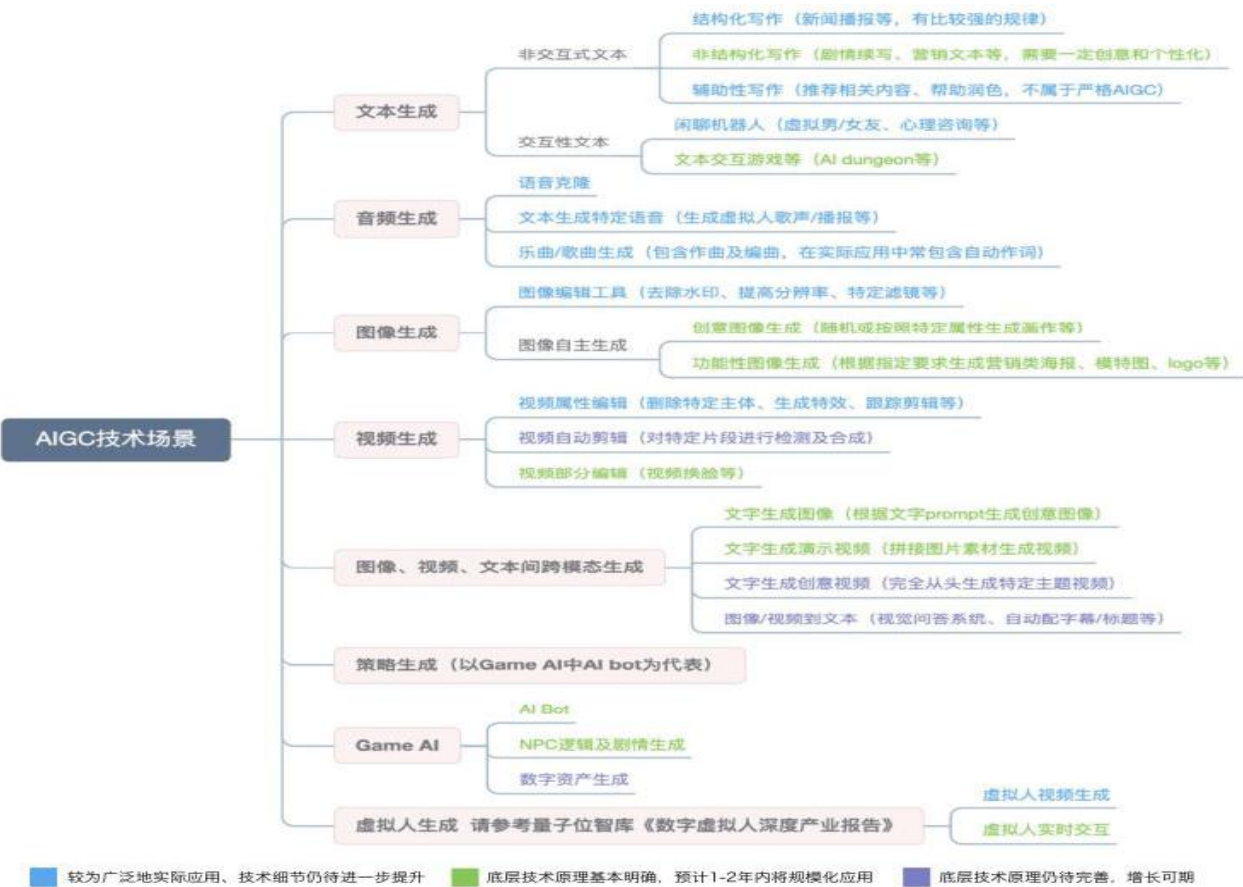 结构化写作（新闻播报等，有比较强的规律）
非交互式文本
非结构化写作（剧情续写、营销文本等，需要一定创意和个性化）
辅助性写作（推荐相关内容、帮助润色，不属于严格AIGC）
文本生成
闲聊机器人（虚拟男/女友、心理咨询等）
交互性文本
文本交互游戏等（AI dungeon等）
语音克隆
音频生成
文本生成特定语音（生成虚拟人歌声/播报等）
乐曲/歌曲生成（包含作曲及编曲，在实际应用中常包含自动作词）
图像编辑工具（去除水印、提高分辨率、特定滤镜等）
图像生成
创意图像生成（随机或按照特定属性生成画作等）
图像自主生成
功能性图像生成（根据指定要求生成营销类海报、模特图、logo等）
视频属性编辑（删除特定主体、生成特效、跟踪剪辑等）
AIGC技术场景
视频生成
视频自动剪辑（对特定片段进行检测及合成）
视频部分编辑（视频换脸等）
文字生成图像（根据文字prompt生成创意图像）
文字生成演示视频（拼接图片素材生成视频）
图像、视频、文本间跨模态生成
文字生成创意视频（完全从头生成特定主题视频）
图像/视频到文本（视觉问答系统、自动配字幕/标题等）
策略生成（以Game AI中AI bot为代表）
AI Bot
Game AI
NPC逻辑及剧情生成
数字资产生成
虚拟人视频生成
虚拟人生成 请参考量子位智库《数字虚拟人深度产业报告》
虚拟人实时交互
较为广泛地实际应用、技术细节仍待进一步提升
底层技术原理基本明确，预计1-2年内将规模化应用
底层技术原理仍待完善，增长可期